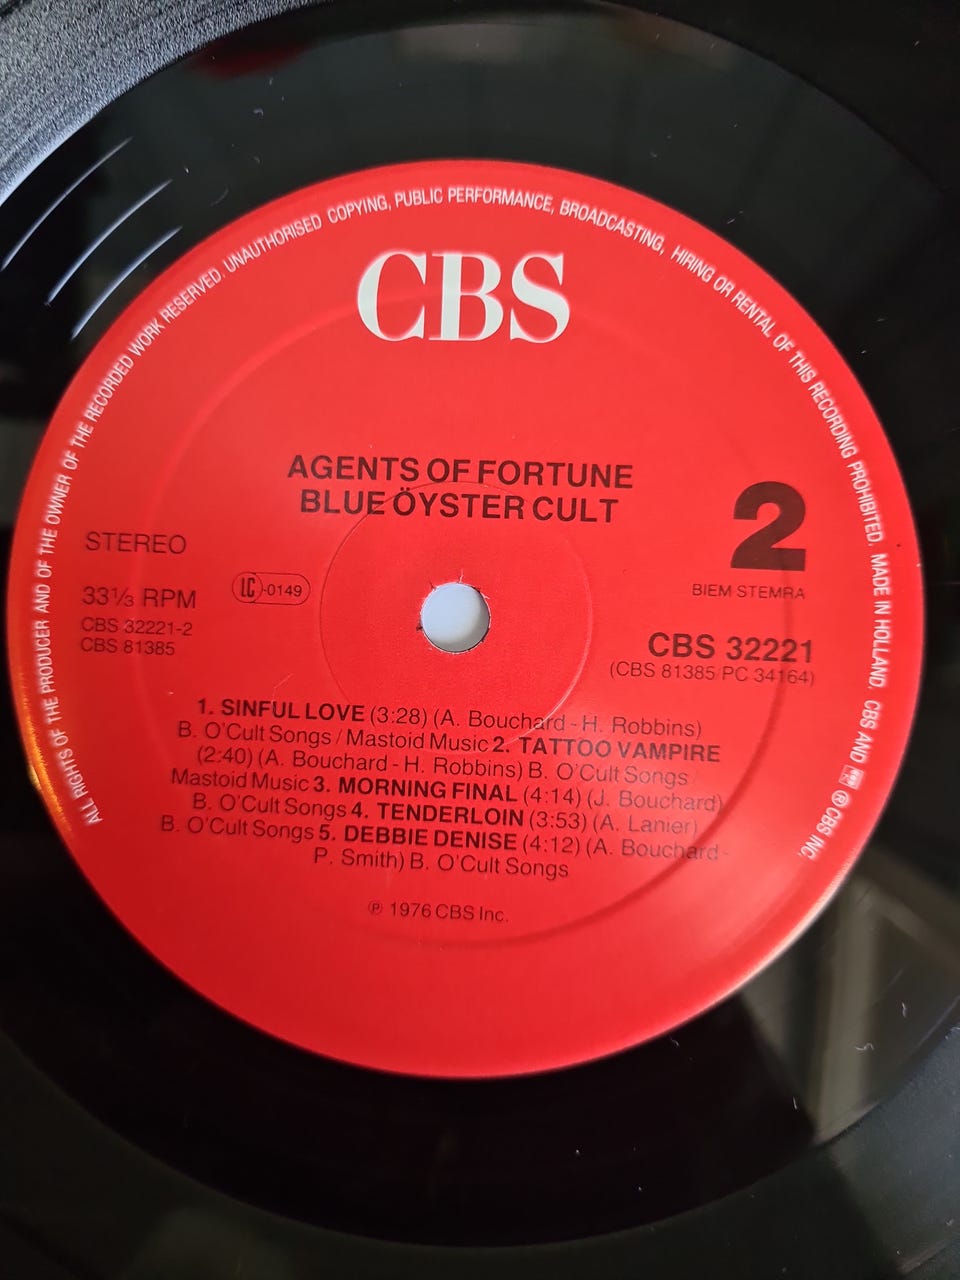 ALL RIGHTS OF THE PRODUCER AND OF THE OWNER OF THE RECORDED WORK RESERVED. UNAUTHORISED COPYING, PUBLIC PERFORMANCE, BROADCASTING, HIRING OR RENTAL OF THIS RECORDING PROHIBITED. MADE IN HOLLAND. CBS AND ℗ CBS INC.
CBS
AGENTS OF FORTUNE
BLUE ÖYSTER CULT
2
STEREO
BIEM STEMRA
LC-0149
33⅓ RPM
CBS 32221-2
CBS 81385
CBS 32221
(CBS 81385/PC 34164)
1. SINFUL LOVE (3:28) (A. Bouchard - H. Robbins)
B. O'Cult Songs / Mastoid Music 2. TATTOO VAMPIRE
(2:40) (A. Bouchard - H. Robbins) B. O'Cult Songs
Mastoid Music 3. MORNING FINAL (4:14) (J. Bouchard)
B. O'Cult Songs 4. TENDERLOIN (3:53) (A. Lanier)
B. O'Cult Songs 5. DEBBIE DENISE (4:12) (A. Bouchard -
P. Smith) B. O'Cult Songs
℗ 1976 CBS Inc.